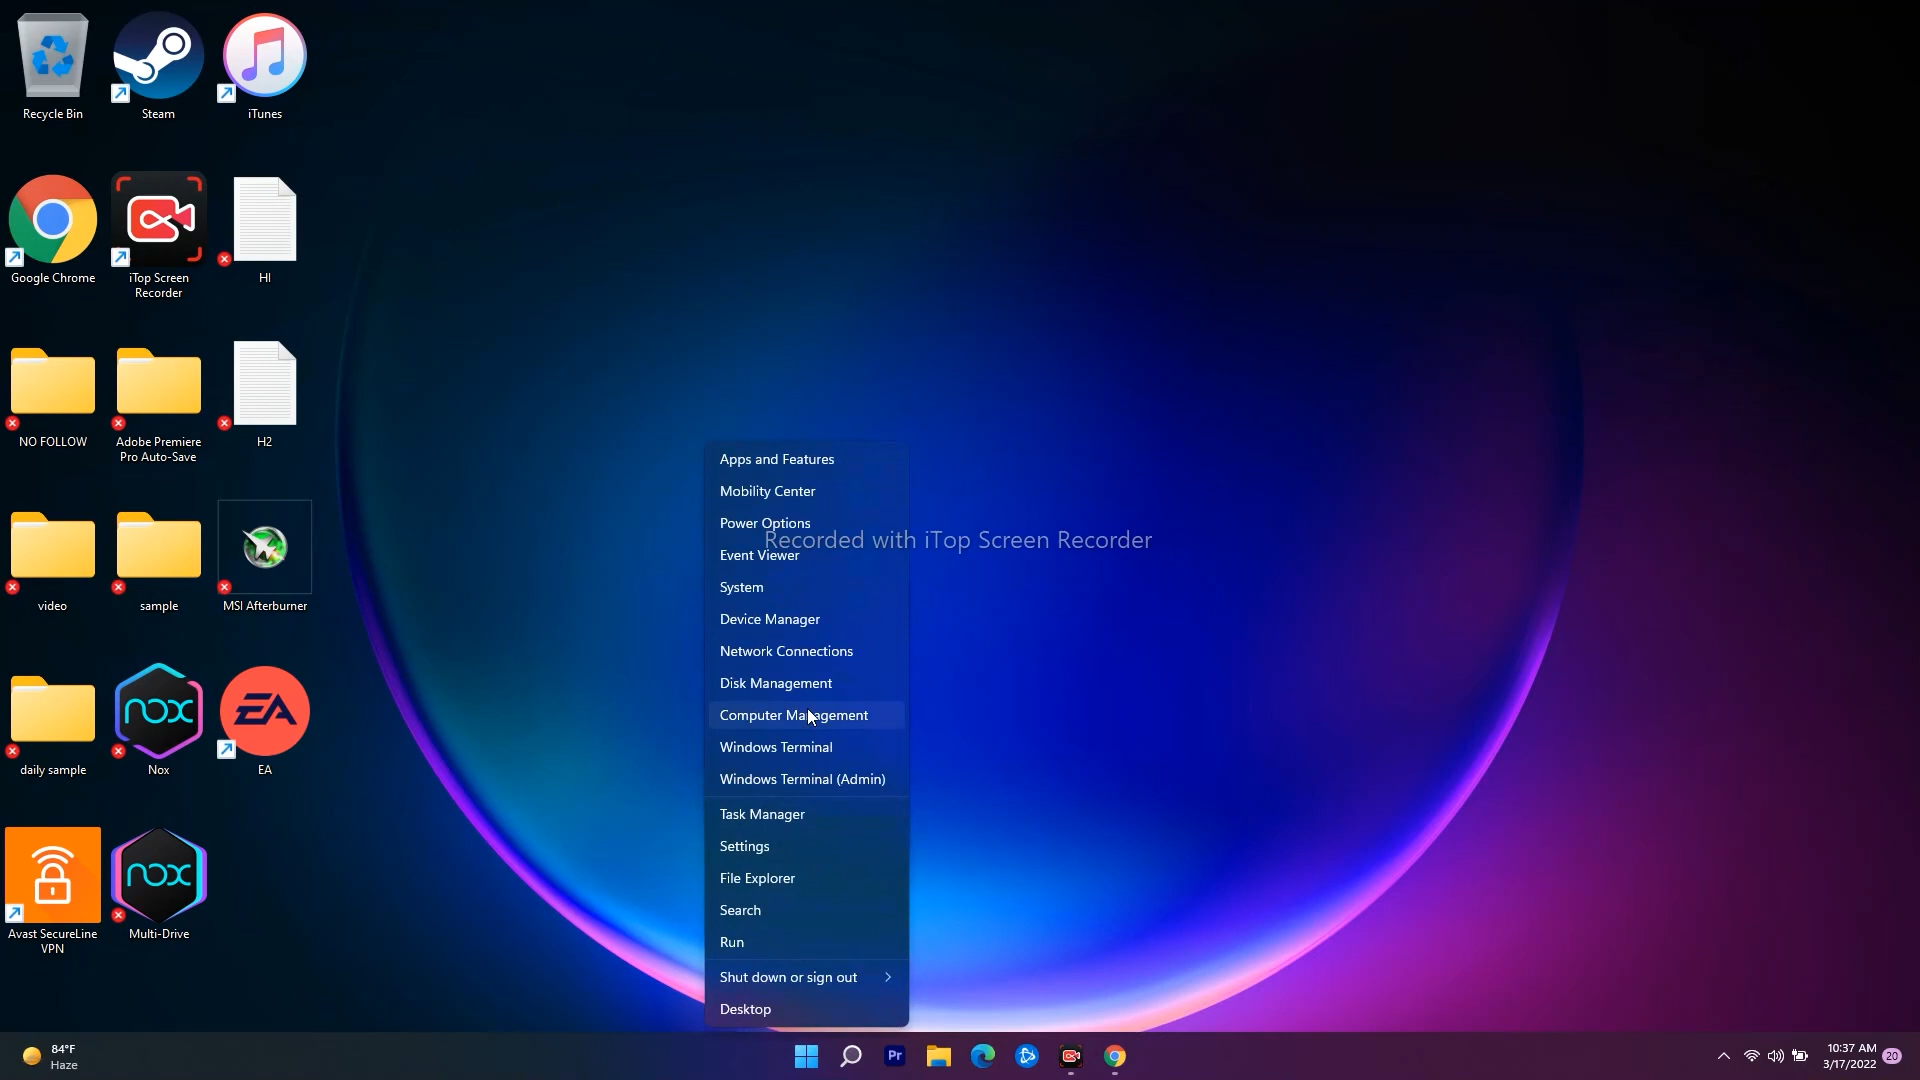 Recycle Bin
Steam
iTunes
Google Chrome
iTop Screen
Recorder
HI
NO FOLLOW
Adobe Premiere
Pro Auto-Save
H2
video
sample
MSI Afterburner
daily sample
nox
Nox
EA
EA
Avast SecureLine
VPN
nox
Multi-Drive
Apps and Features
Mobility Center
Power Options
Recorded with iTop Screen Recorder
Event Viewer
System
Device Manager
Network Connections
Disk Management
Computer Management
Windows Terminal
Windows Terminal (Admin)
Task Manager
Settings
File Explorer
Search
Run
Shut down or sign out
Desktop
84°F
Haze
Pr
10:37 AM
3/17/2022
20